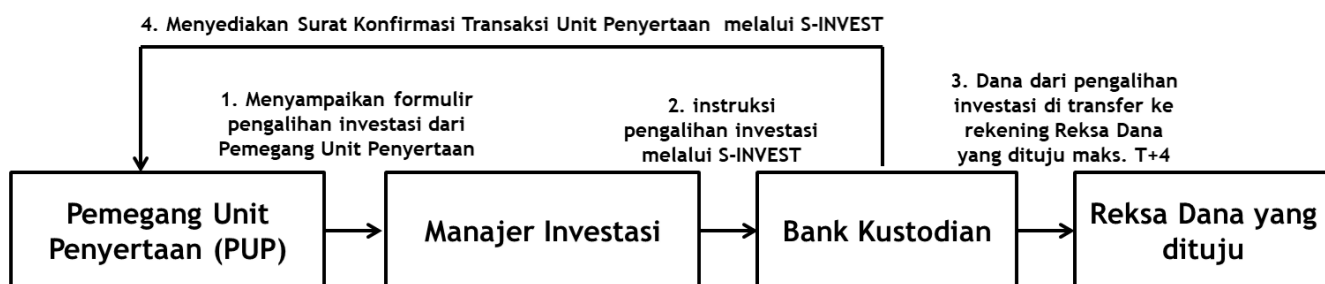 4. Menyediakan Surat Konfirmasi Transaksi Unit Penyertaan melalui S-INVEST
1. Menyampaikan formulir
pengalihan investasi dari
Pemegang Unit Penyertaan
2. instruksi
pengalihan investasi
melalui S-INVEST
3. Dana dari pengalihan
investasi di transfer ke
rekening Reksa Dana
yang dituju maks. T+4
Pemegang Unit
Penyertaan (PUP)
Manajer Investasi
Bank Kustodian
Reksa Dana yang
dituju